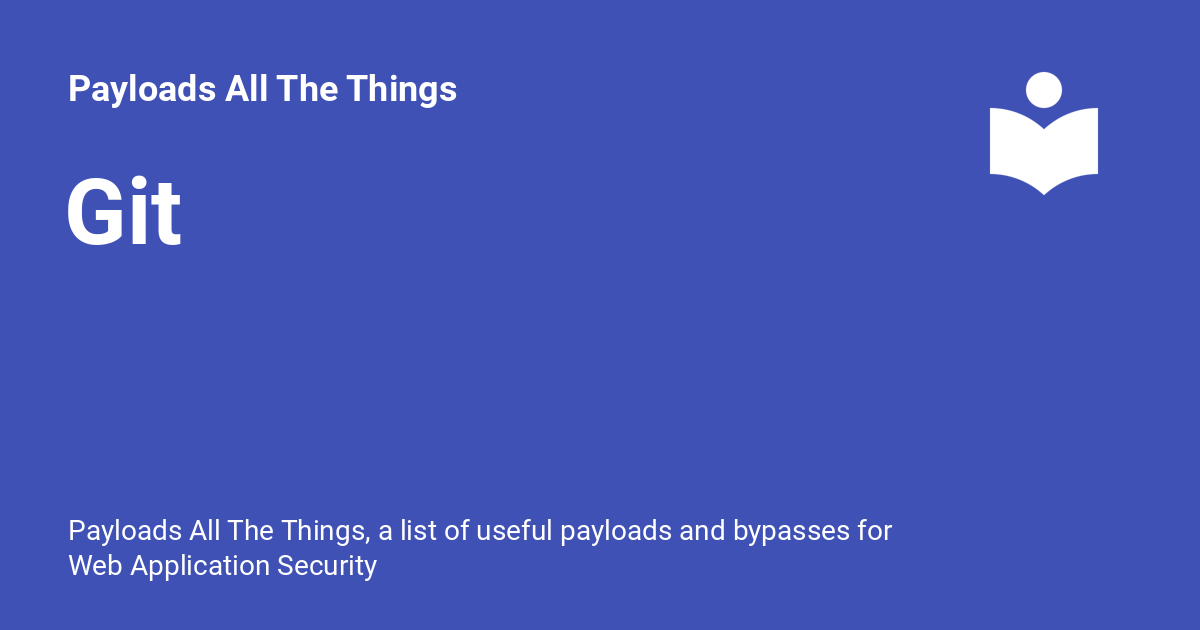 Payloads All The Things
Git
Payloads All The Things, a list of useful payloads and bypasses for
Web Application Security